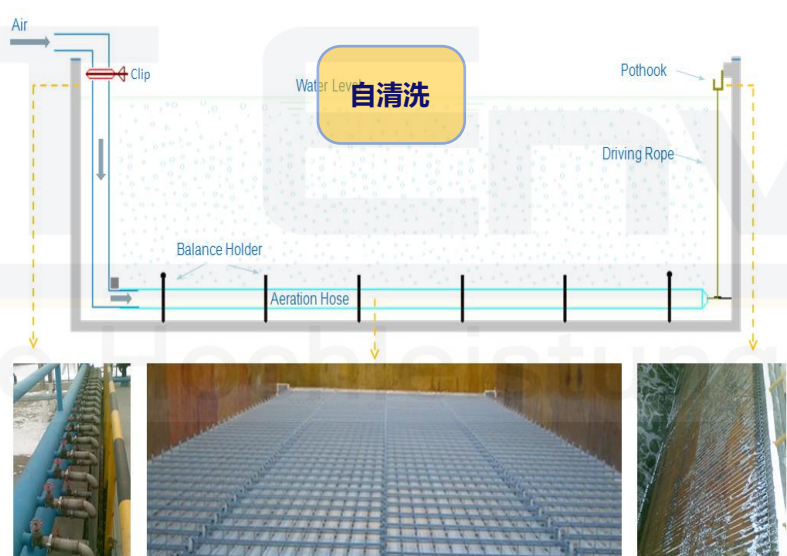 Air
Clip
Water Level
自清洗
Pothook
Driving Rope
Balance Holder
Aeration Hose